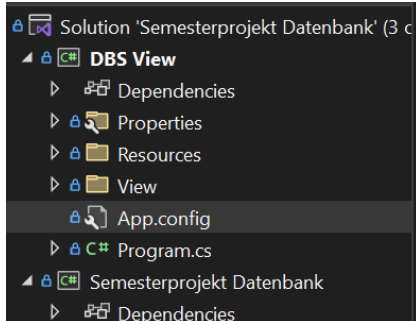 Solution 'Semesterprojekt Datenbank' (3
C# DBS View
Dependencies
Properties
Resources
View
App.config
C# Program.cs
C# Semesterprojekt Datenbank
Dependencies